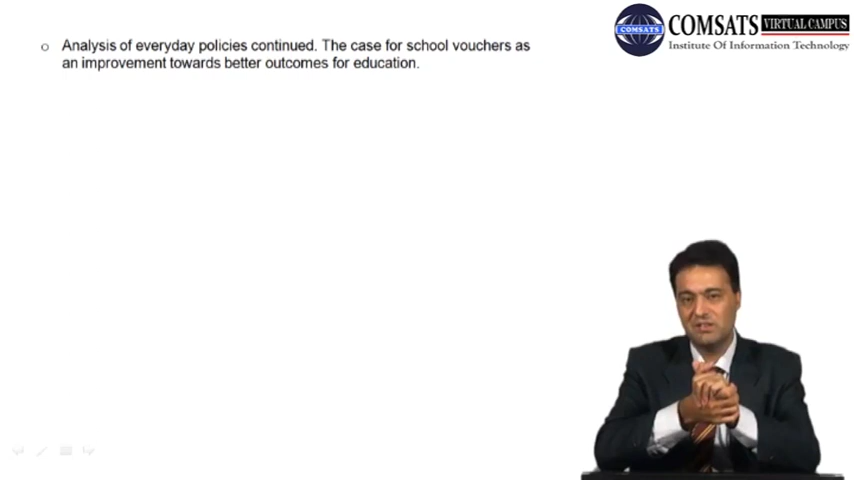 o Analysis of everyday policies continued. The case for school vouchers as
an improvement towards better outcomes for education.
COMSATS
COMSATS VIRTUAL CAMPUS
Institute Of Information Technology